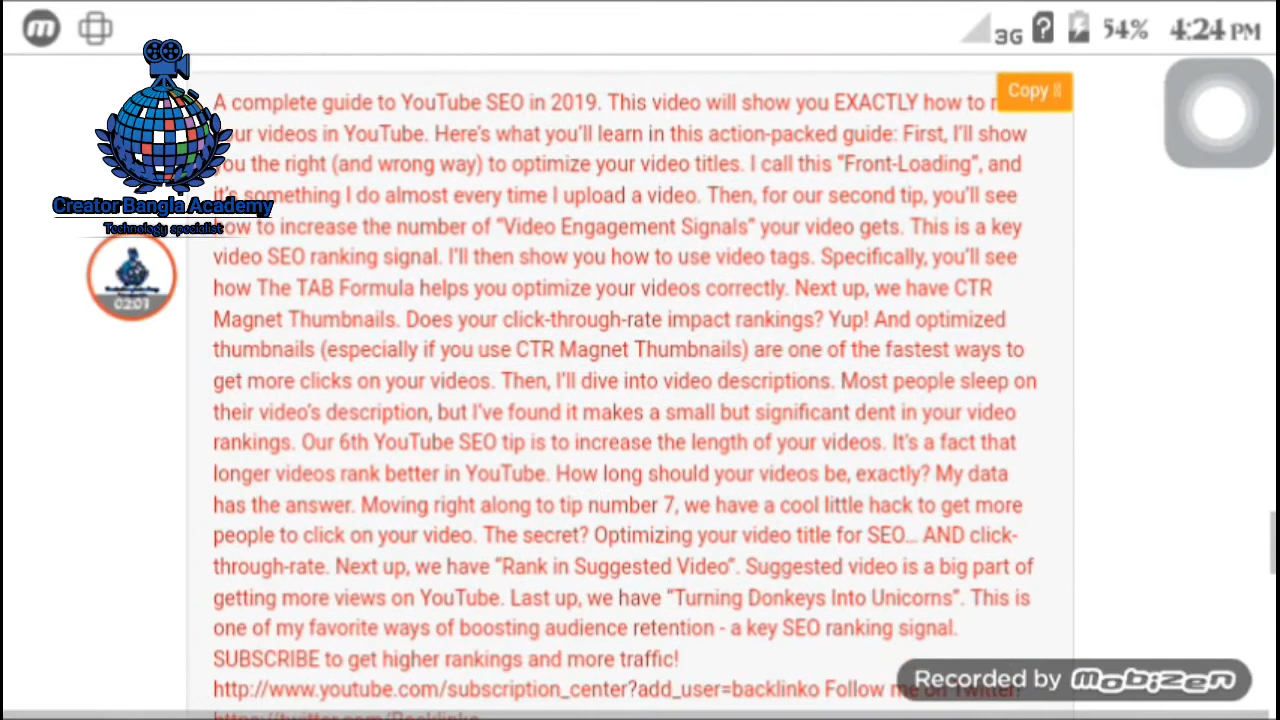 3G 54% 4:24 PM
Copy
A complete guide to YouTube SEO in 2019. This video will show you EXACTLY how to
our videos in YouTube. Here's what you'll learn in this action-packed guide: First, I'll show
you the right (and wrong way) to optimize your video titles. I call this “Front-Loading”, and
it's something I do almost every time I upload a video. Then, for our second tip, you'll see
Creator Bangla Academy
how to increase the number of “Video Engagement Signals” your video gets. This is a key
Technology specialist
video SEO ranking signal. I'll then show you how to use video tags. Specifically, you'll see
how The TAB Formula helps you optimize your videos correctly. Next up, we have CTR
02:01
Magnet Thumbnails. Does your click-through-rate impact rankings? Yup! And optimized
thumbnails (especially if you use CTR Magnet Thumbnails) are one of the fastest ways to
get more clicks on your videos. Then, I'll dive into video descriptions. Most people sleep on
their video's description, but I've found it makes a small but significant dent in your video
rankings. Our 6th YouTube SEO tip is to increase the length of your videos. It's a fact that
longer videos rank better in YouTube. How long should your videos be, exactly? My data
has the answer. Moving right along to tip number 7, we have a cool little hack to get more
people to click on your video. The secret? Optimizing your video title for SEO... AND click-
through-rate. Next up, we have “Rank in Suggested Video”. Suggested video is a big part of
getting more views on YouTube. Last up, we have “Turning Donkeys Into Unicorns”. This is
one of my favorite ways of boosting audience retention - a key SEO ranking signal.
SUBSCRIBE to get higher rankings and more traffic!
http://www.youtube.com/subscription_center?add_user=backlinko Follow me on Twitter:
https://twitter.com/Backlinko
Recorded by mobizen